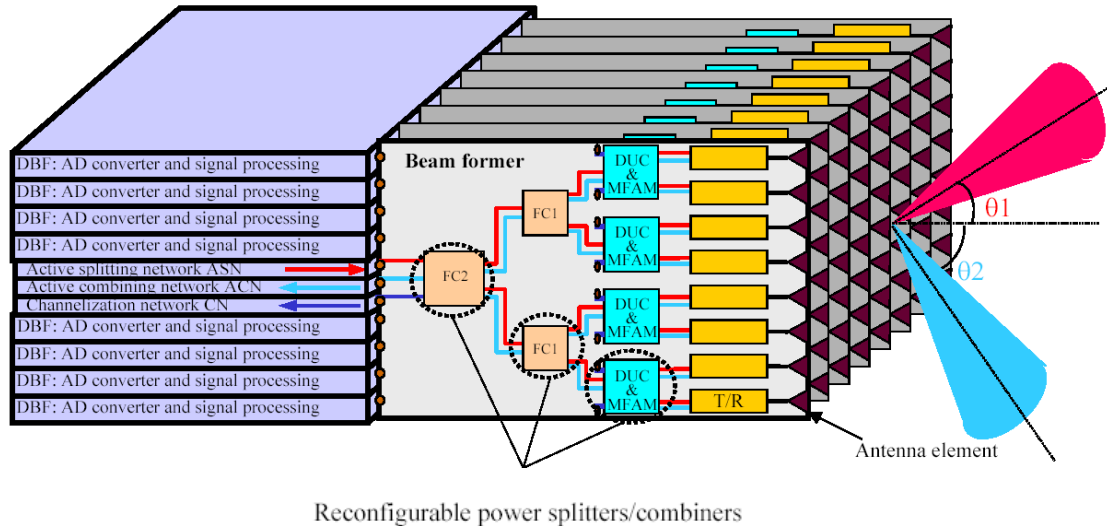 DBF: AD converter and signal processing
DBF: AD converter and signal processing
DBF: AD converter and signal processing
DBF: AD converter and signal processing
Active splitting network ASN
Active combining network ACN
Channelization network CN
DBF: AD converter and signal processing
DBF: AD converter and signal processing
DBF: AD converter and signal processing
DBF: AD converter and signal processing
Beam former
FC2
FC1
FC1
DUC
&
MFAM
DUC
&
MFAM
DUC
&
MFAM
DUC
&
MFAM
T/R
θ1
θ2
Antenna element
Reconfigurable power splitters/combiners